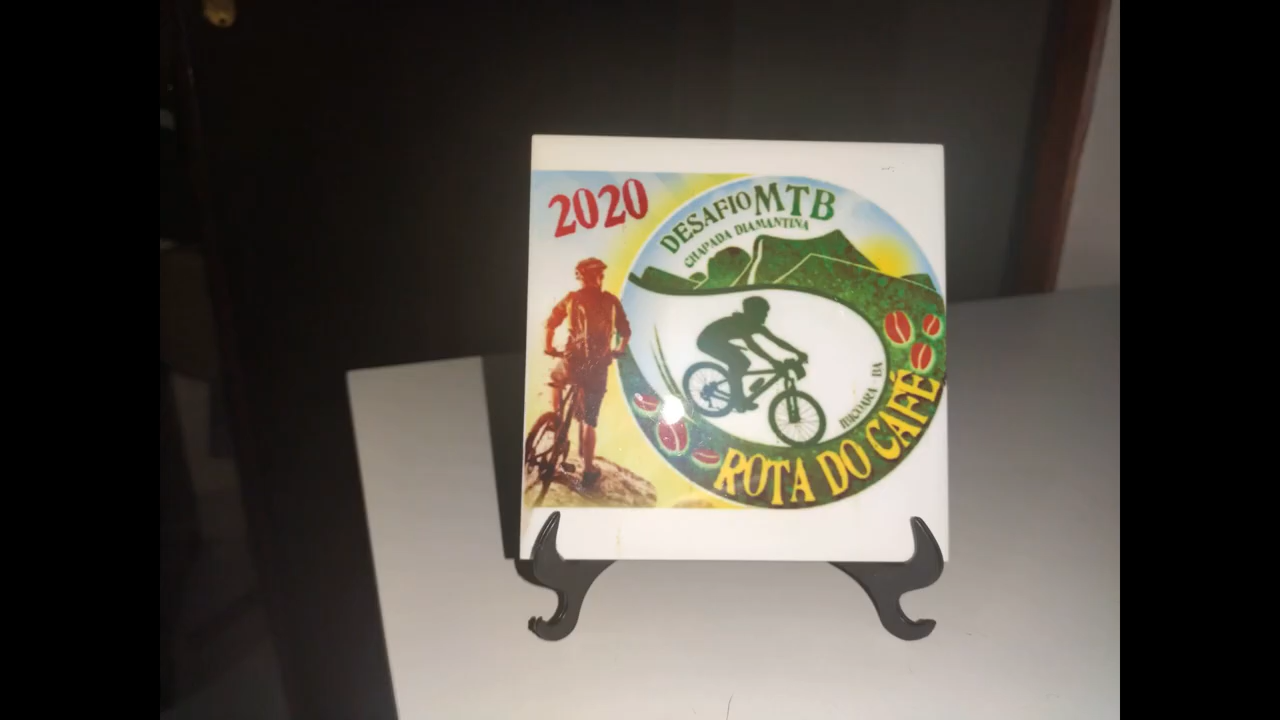 2020
DESAFIO MTB
CHAPADA DIAMANTINA
IBICOARA - BA
ROTA DO CAFÉ